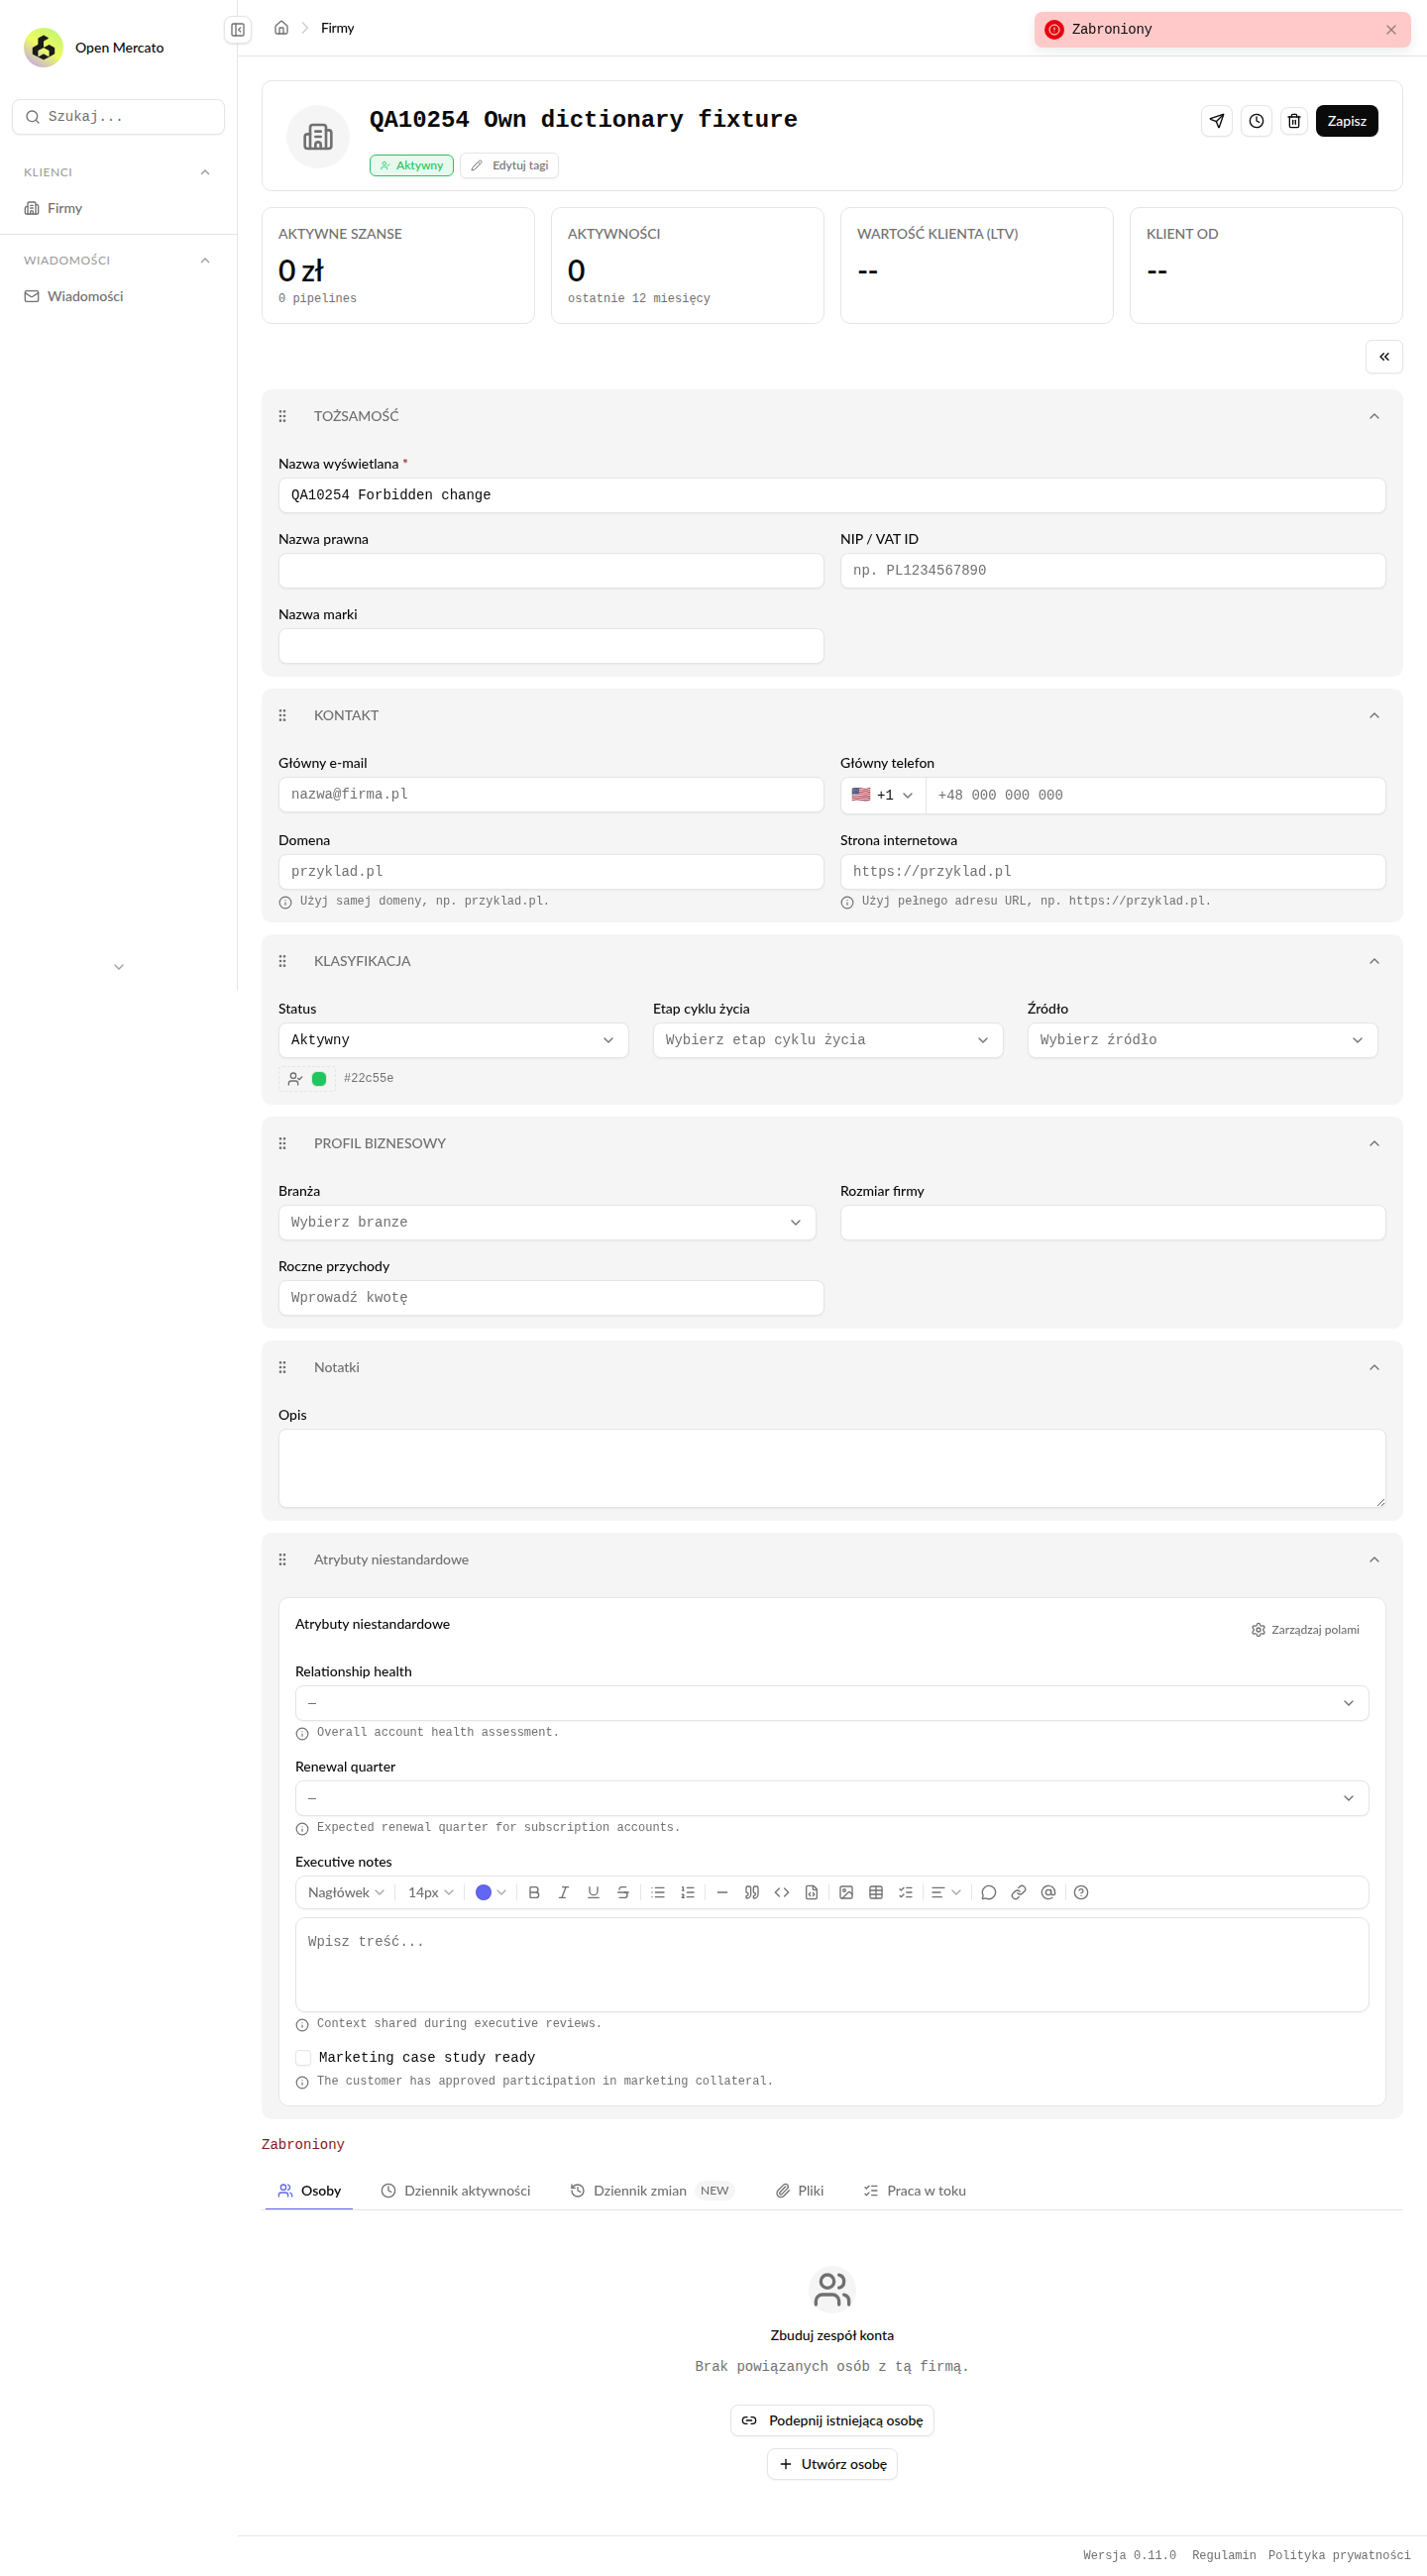 Open Mercato
Szukaj...
KLIENCI
Firmy
WIADOMOŚCI
Wiadomości
Firmy
Zabroniony
QA10254 Own dictionary fixture
Aktywny
Edytuj tagi
Zapisz
AKTYWNE SZANSE
0 zł
0 pipelines
AKTYWNOŚCI
0
ostatnie 12 miesięcy
WARTOŚĆ KLIENTA (LTV)
--
KLIENT OD
--
TOŻSAMOŚĆ
Nazwa wyświetlana *
QA10254 Forbidden change
Nazwa prawna
NIP / VAT ID
np. PL1234567890
Nazwa marki
KONTAKT
Główny e-mail
Główny telefon
nazwa@firma.pl
+1
+48 000 000 000
Domena
Strona internetowa
przyklad.pl
https://przyklad.pl
Użyj samej domeny, np. przyklad.pl.
Użyj pełnego adresu URL, np. https://przyklad.pl.
KLASYFIKACJA
Status
Etap cyklu życia
Źródło
Aktywny
Wybierz etap cyklu życia
Wybierz źródło
#22c55e
PROFIL BIZNESOWY
Branża
Rozmiar firmy
Wybierz branze
Roczne przychody
Wprowadź kwotę
Notatki
Opis
Atrybuty niestandardowe
Atrybuty niestandardowe
Zarządzaj polami
Relationship health
—
Overall account health assessment.
Renewal quarter
—
Expected renewal quarter for subscription accounts.
Executive notes
Nagłówek
14px
Wpisz treść...
Context shared during executive reviews.
Marketing case study ready
The customer has approved participation in marketing collateral.
Zabroniony
Osoby
Dziennik aktywności
Dziennik zmian NEW
Pliki
Praca w toku
Zbuduj zespół konta
Brak powiązanych osób z tą firmą.
Podepnij istniejącą osobę
Utwórz osobę
Wersja 0.11.0
Regulamin
Polityka prywatności